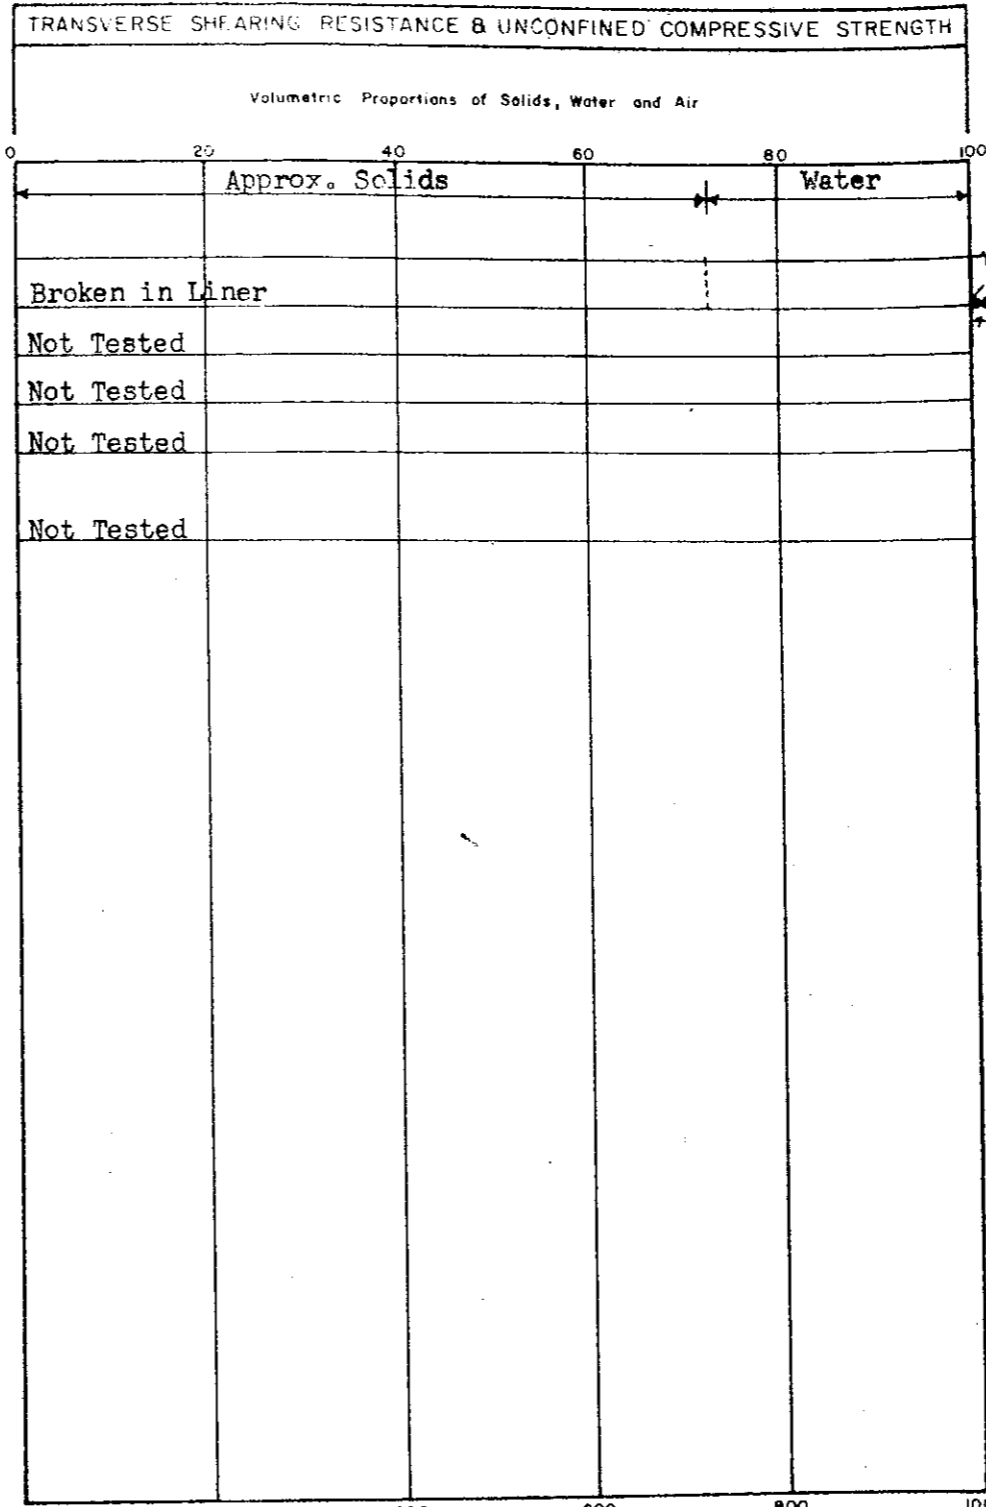 TRANSVERSE SHEARING RESISTANCE & UNCONFINED COMPRESSIVE STRENGTH
Volumetric Proportions of Solids, Water and Air
0 20 40 60 80 100
Approx. Solids Water
Broken in Liner
Not Tested
Not Tested
Not Tested
Not Tested
800